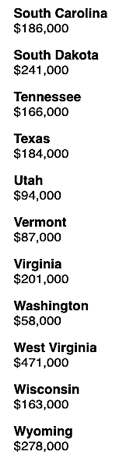 South Carolina
$186,000
South Dakota
$241,000
Tennessee
$166,000
Texas
$184,000
Utah
$94,000
Vermont
$87,000
Virginia
$201,000
Washington
$58,000
West Virginia
$471,000
Wisconsin
$163,000
Wyoming
$278,000